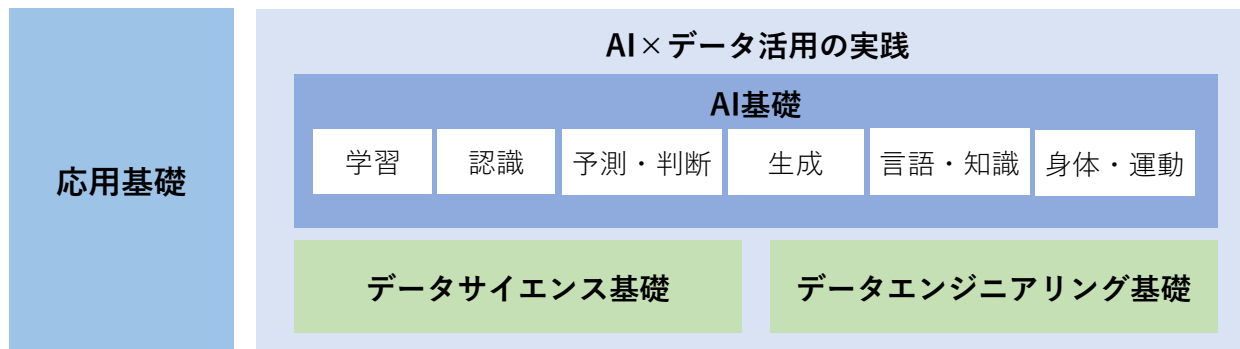 応用基礎
AI×データ活用の実践
AI基礎
学習
認識
予測・判断
生成
言語・知識
身体・運動
データサイエンス基礎
データエンジニアリング基礎